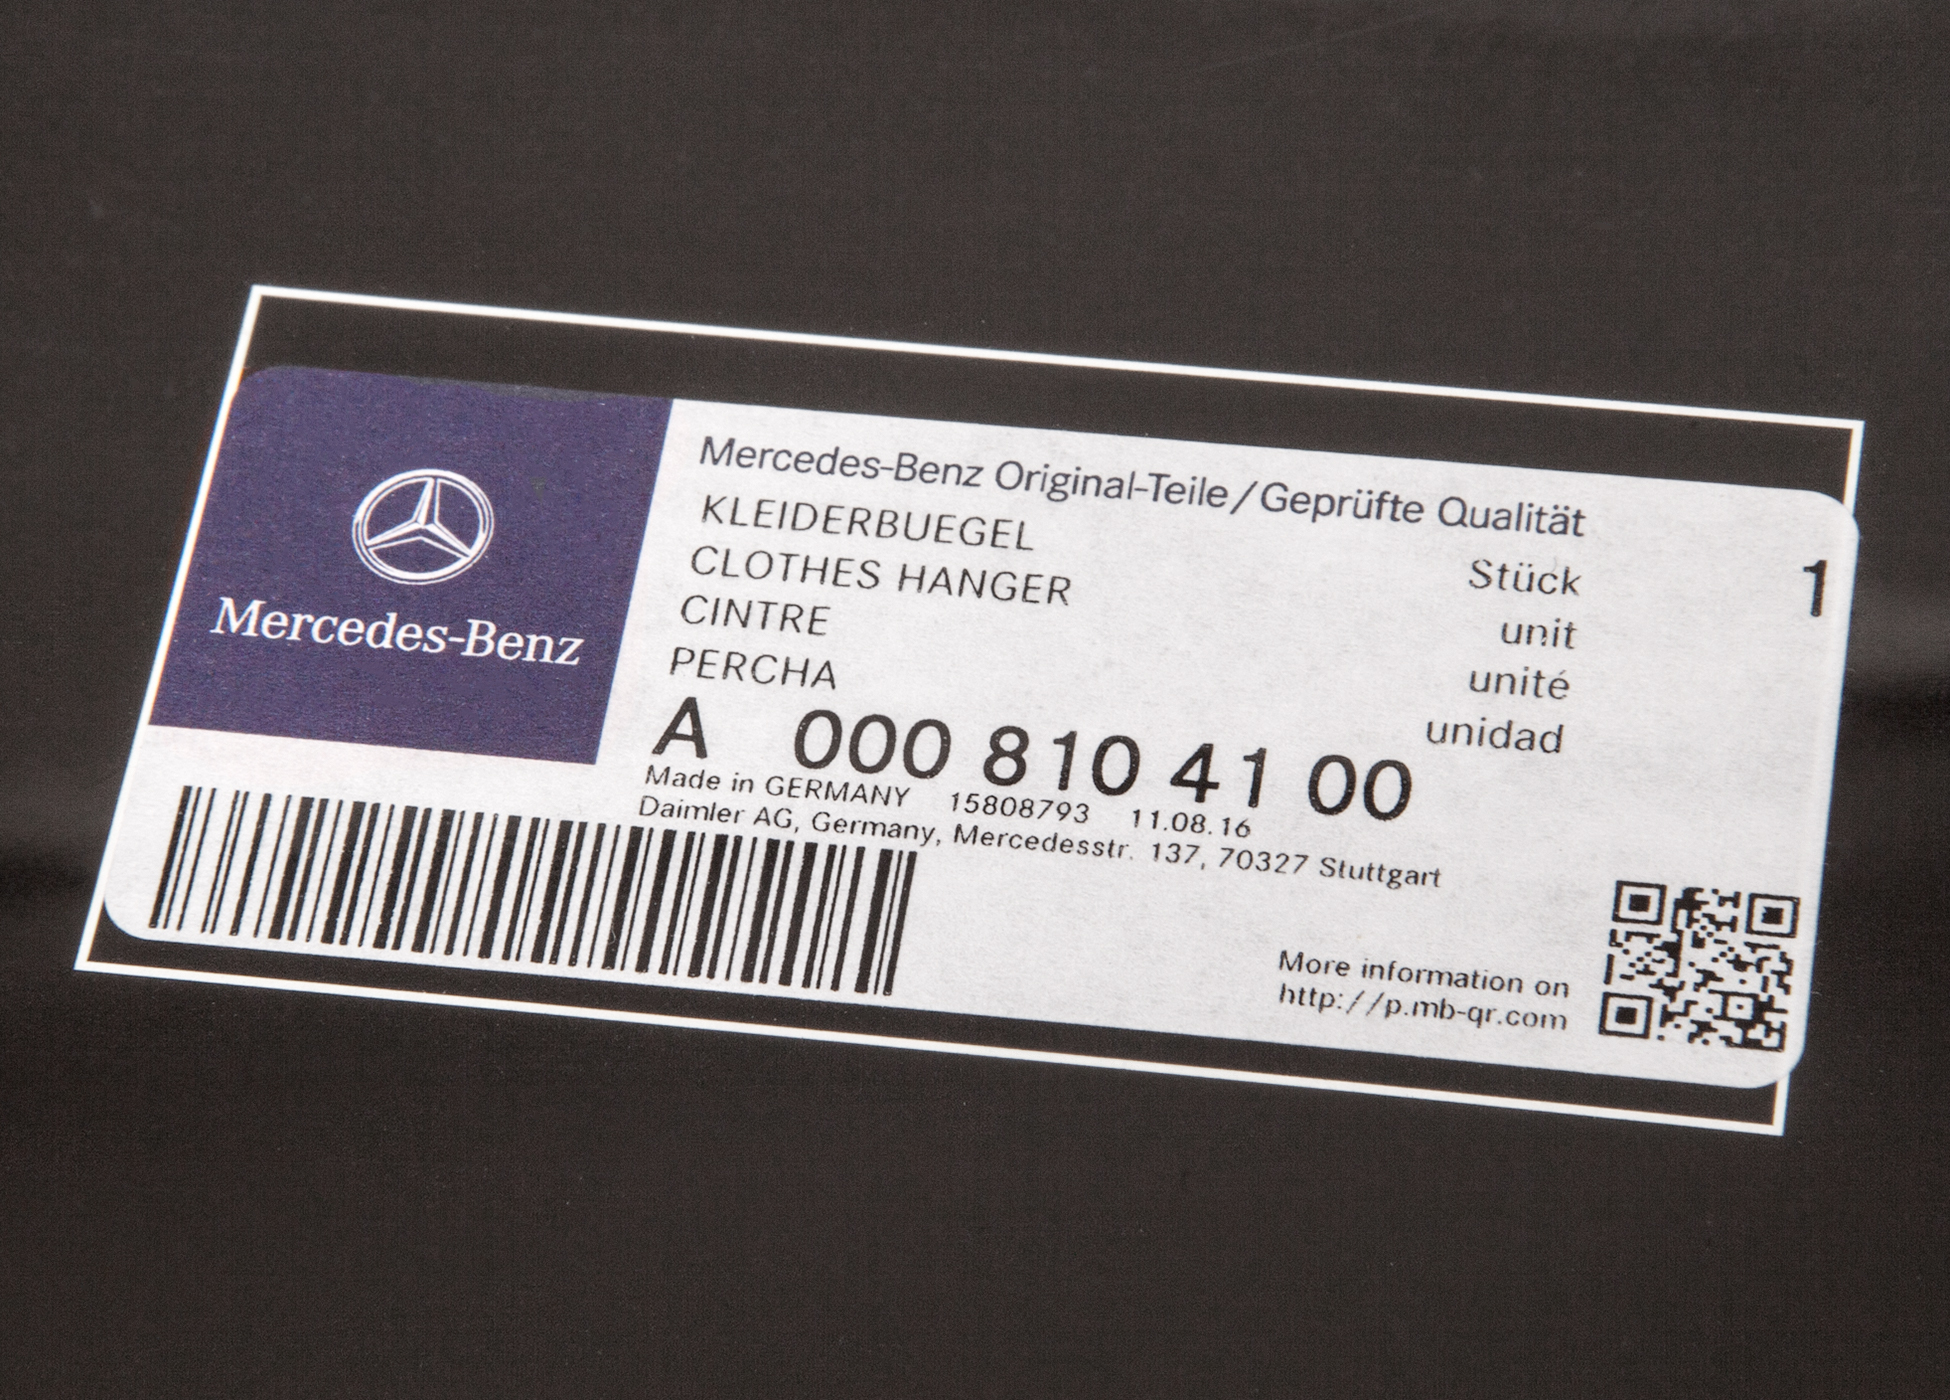 Mercedes-Benz
Mercedes-Benz Original-Teile/Geprüfte Qualität
KLEIDERBUEGEL Stück 1
CLOTHES HANGER unit
CINTRE unité
PERCHA unidad
A 000 810 41 00
Made in GERMANY 15808793 11.08.16
Daimler AG, Germany, Mercedesstr. 137, 70327 Stuttgart
More information on
http://p.mb-qr.com